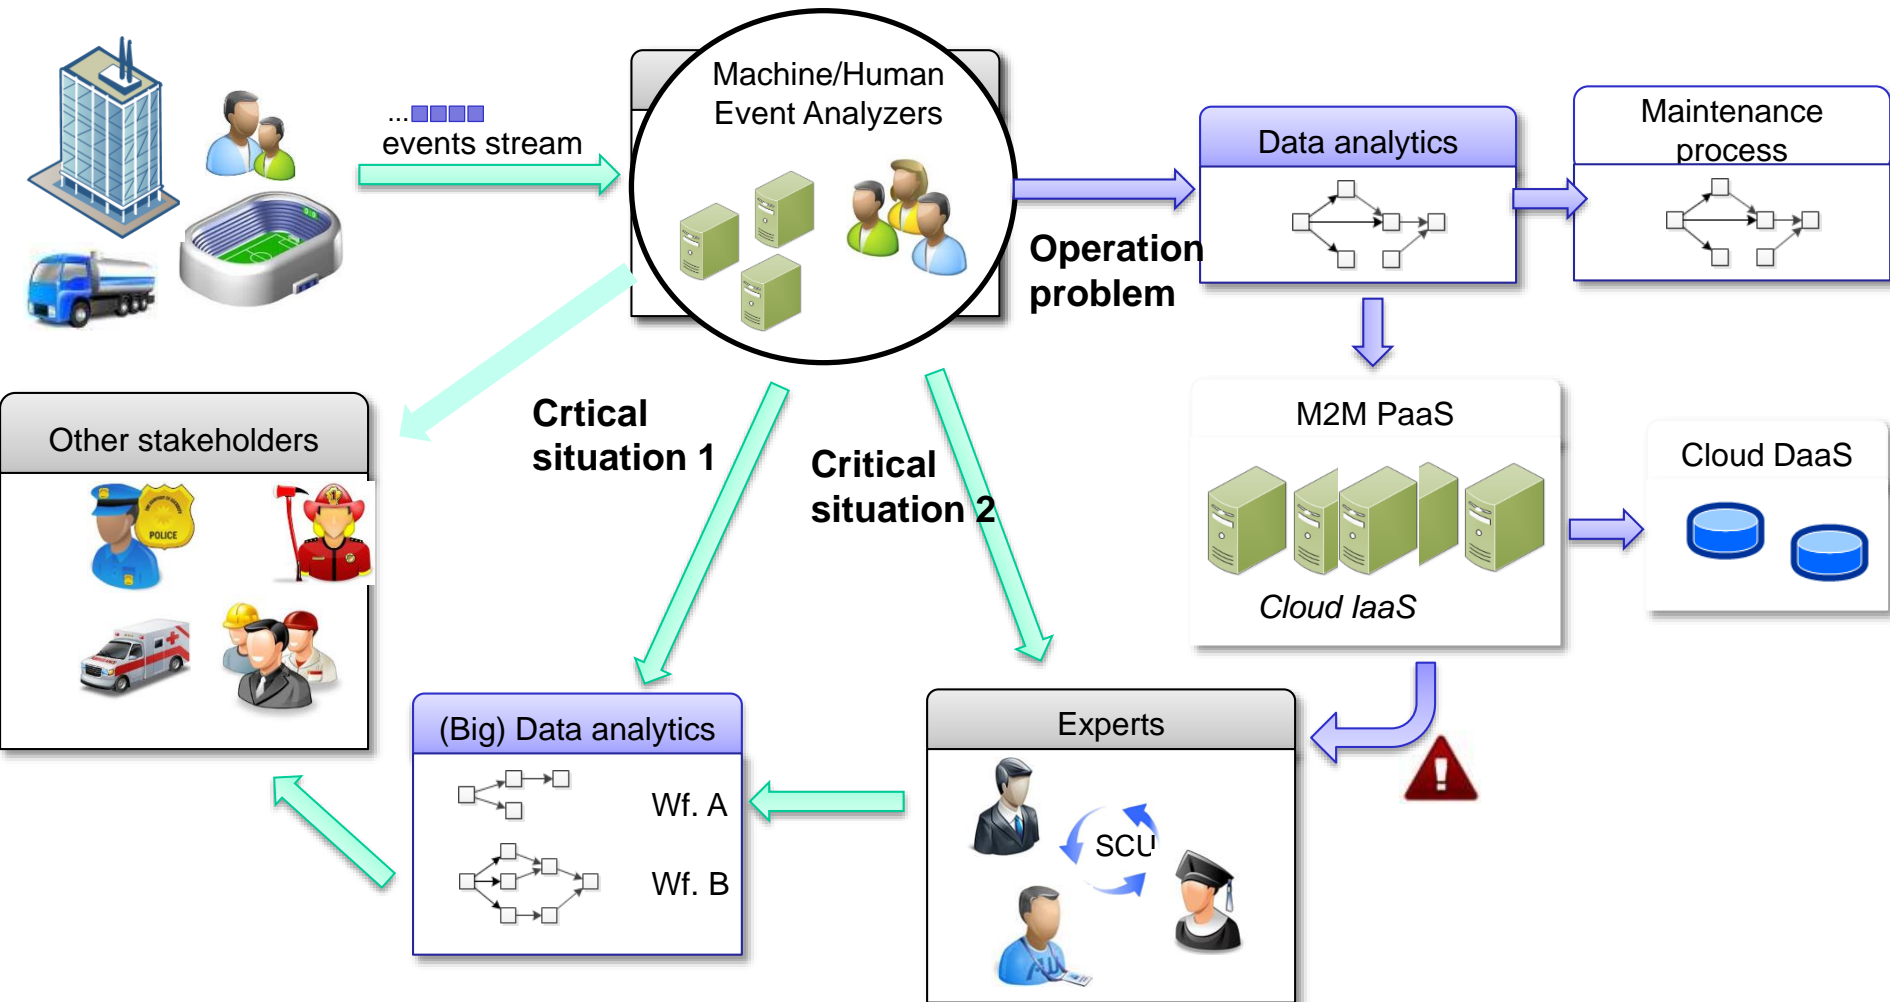 Machine/Human
Event Analyzers
...
events stream
Data analytics
Maintenance
process
Operation
problem
Crtical
situation 1
Critical
situation 2
Other stakeholders
POLICE
1
M2M PaaS
Cloud IaaS
Cloud DaaS
(Big) Data analytics
Wf. A
Wf. B
Experts
SCU